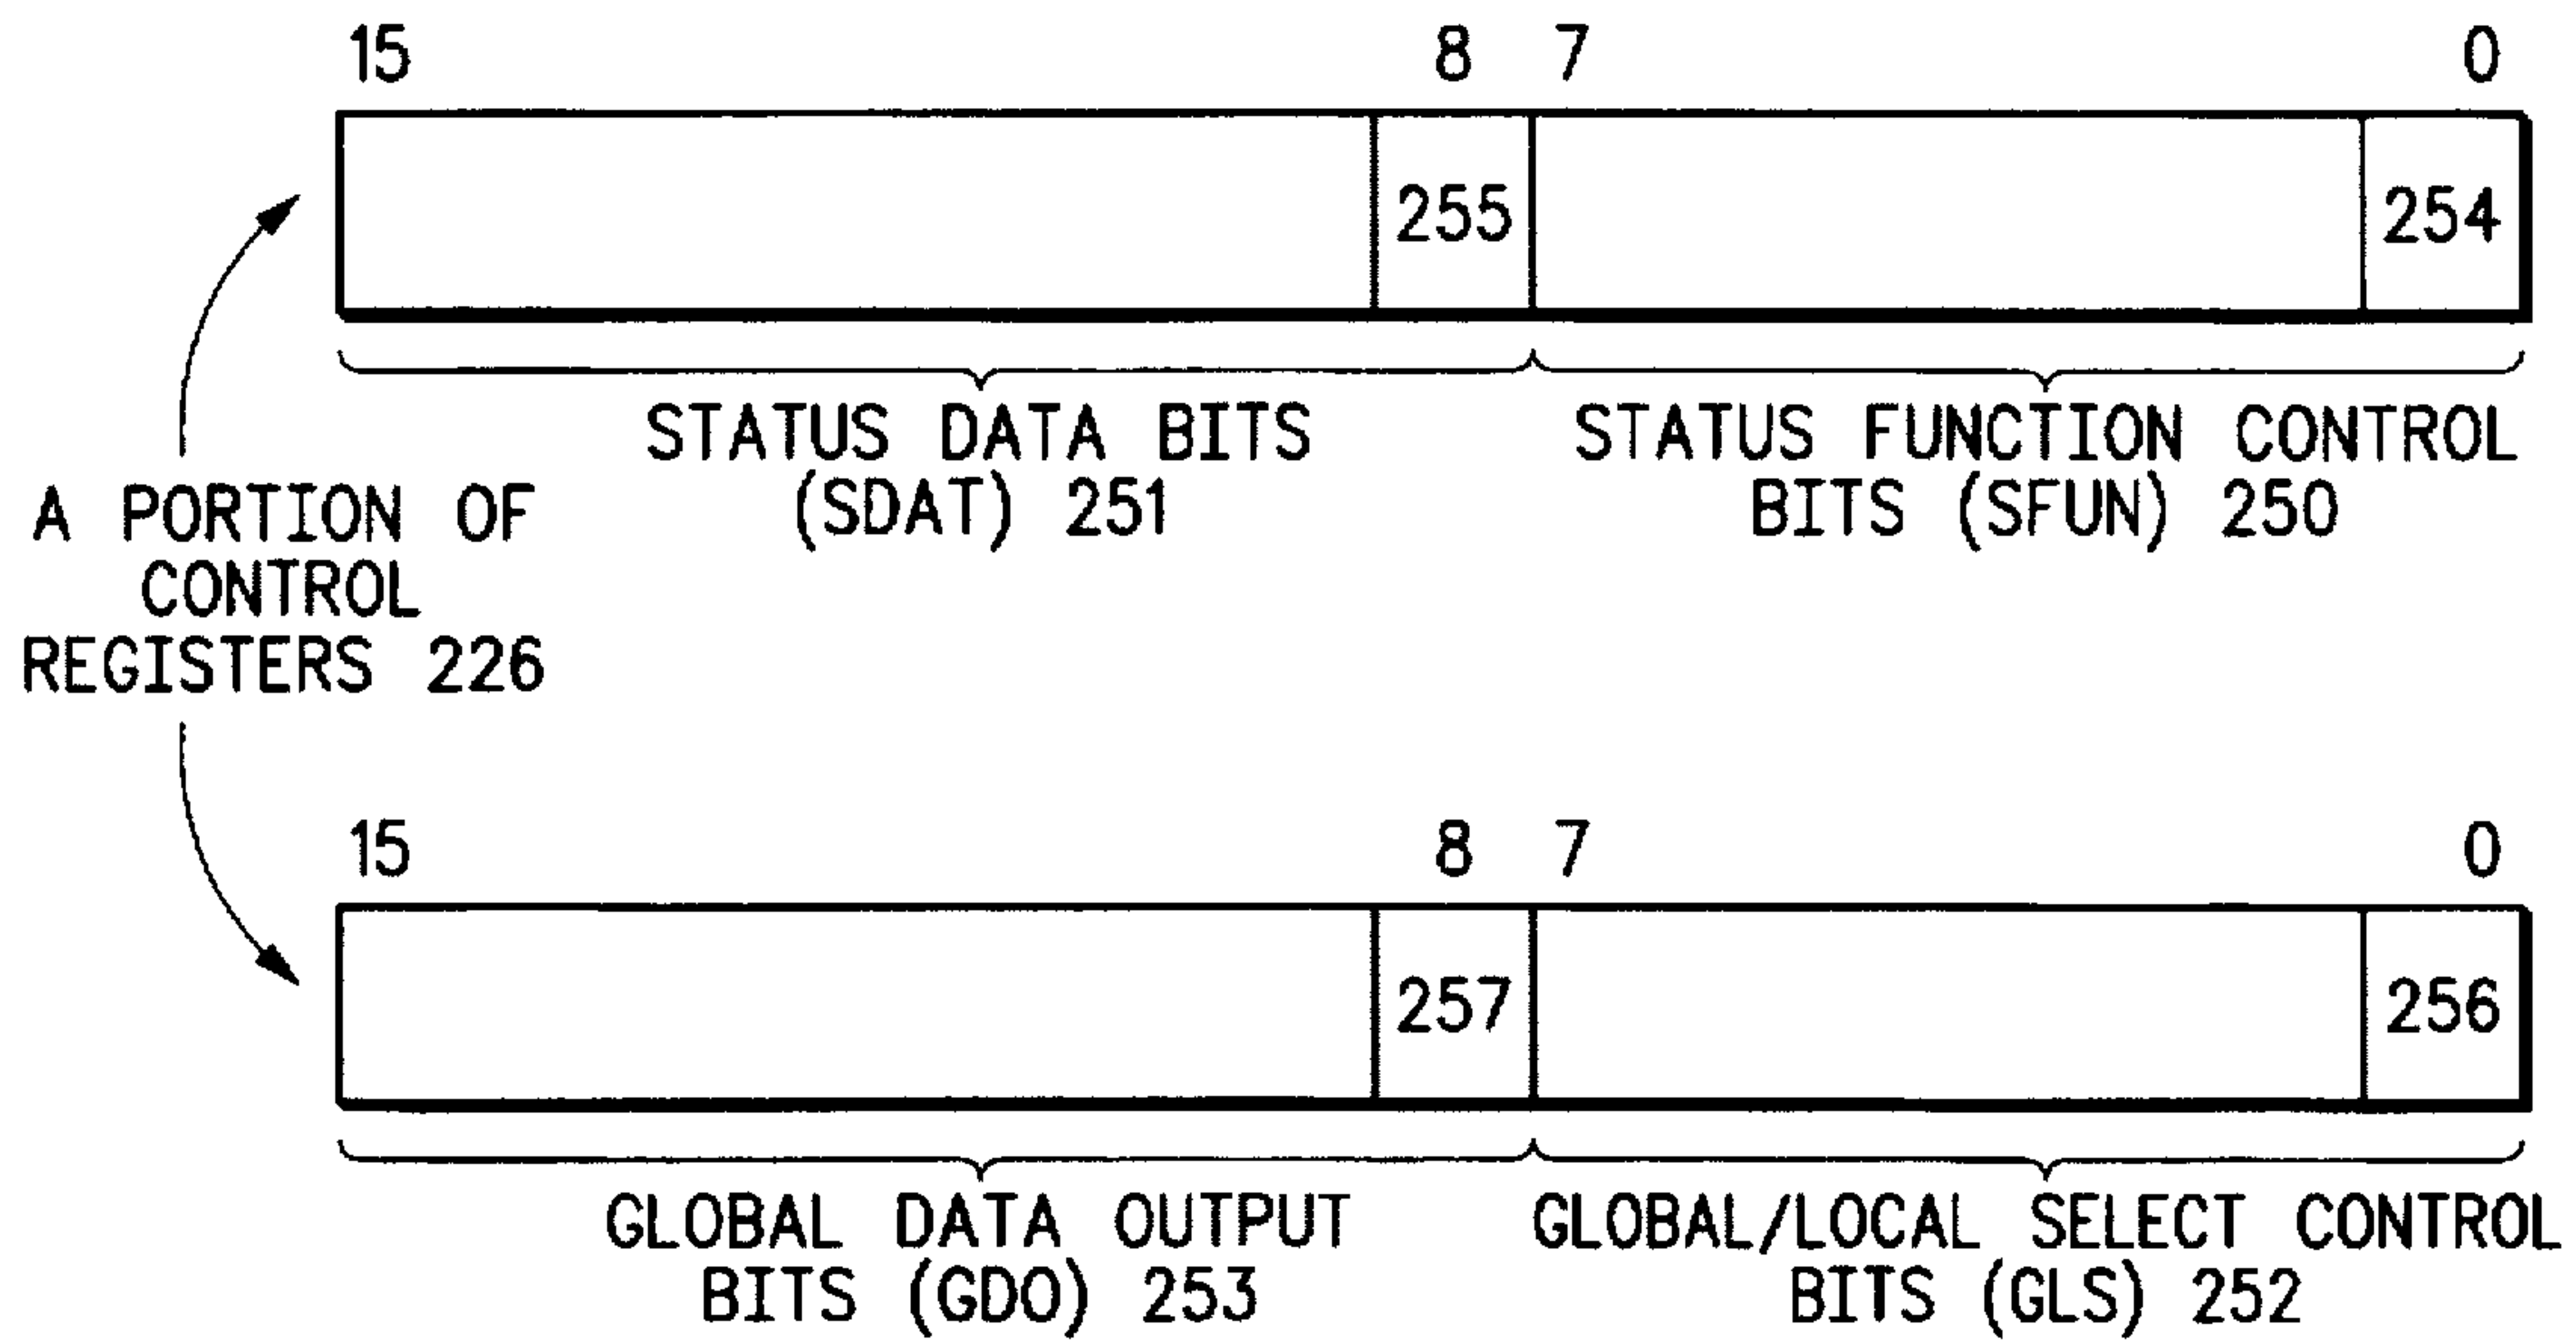 15 8 7 0
255 254
STATUS DATA BITS
(SDAT) 251
STATUS FUNCTION CONTROL
BITS (SFUN) 250
A PORTION OF
CONTROL
REGISTERS 226
15 8 7 0
257 256
GLOBAL DATA OUTPUT
BITS (GDO) 253
GLOBAL/LOCAL SELECT CONTROL
BITS (GLS) 252